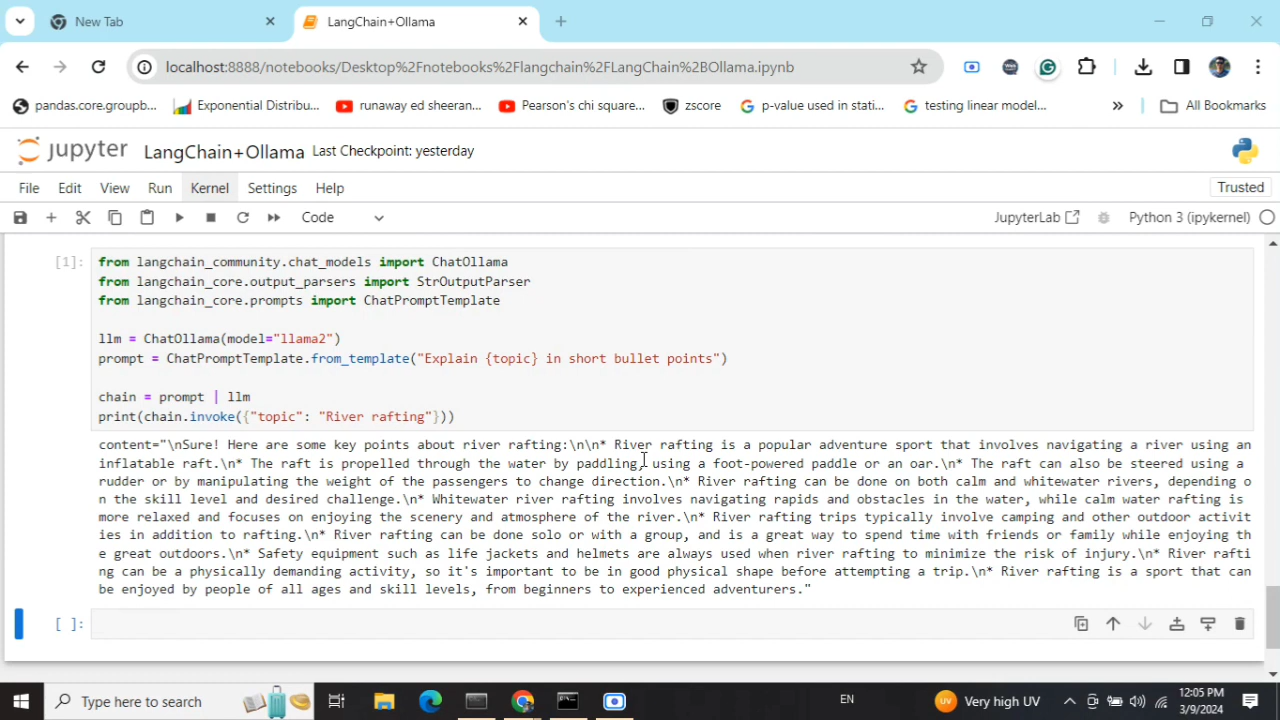 New Tab
LangChain+Ollama
localhost:8888/notebooks/Desktop%2Fnotebooks%2Flangchain%2FLangChain%2BOllama.ipynb
pandas.core.groupb...
Exponential Distribu...
runaway ed sheeran...
Pearson's chi square...
zscore
p-value used in stati...
testing linear model...
All Bookmarks
jupyter LangChain+Ollama Last Checkpoint: yesterday
File Edit View Run Kernel Settings Help
Trusted
Code
JupyterLab
Python 3 (ipykernel)
[1]:
from langchain_community.chat_models import ChatOllama
from langchain_core.output_parsers import StrOutputParser
from langchain_core.prompts import ChatPromptTemplate
llm = ChatOllama(model="llama2")
prompt = ChatPromptTemplate.from_template("Explain {topic} in short bullet points")
chain = prompt | llm
print(chain.invoke({"topic": "River rafting"}))
content="\nSure! Here are some key points about river rafting:\n\n* River rafting is a popular adventure sport that involves navigating a river using an
inflatable raft.\n* The raft is propelled through the water by paddling, using a foot-powered paddle or an oar.\n* The raft can also be steered using a
rudder or by manipulating the weight of the passengers to change direction.\n* River rafting can be done on both calm and whitewater rivers, depending o
n the skill level and desired challenge.\n* Whitewater river rafting involves navigating rapids and obstacles in the water, while calm water rafting is
more relaxed and focuses on enjoying the scenery and atmosphere of the river.\n* River rafting trips typically involve camping and other outdoor activit
ies in addition to rafting.\n* River rafting can be done solo or with a group, and is a great way to spend time with friends or family while enjoying th
e great outdoors.\n* Safety equipment such as life jackets and helmets are always used when river rafting to minimize the risk of injury.\n* River rafti
ng can be a physically demanding activity, so it's important to be in good physical shape before attempting a trip.\n* River rafting is a sport that can
be enjoyed by people of all ages and skill levels, from beginners to experienced adventurers."
[ ]:
Type here to search
EN
UV
Very high UV
12:05 PM
3/9/2024